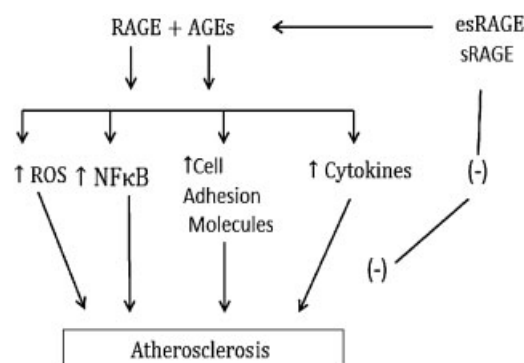 RAGE + AGEs
esRAGE
sRAGE
↑ ROS ↑ NFκB
↑Cell
Adhesion
Molecules
↑ Cytokines
(-)
(-)
Atherosclerosis